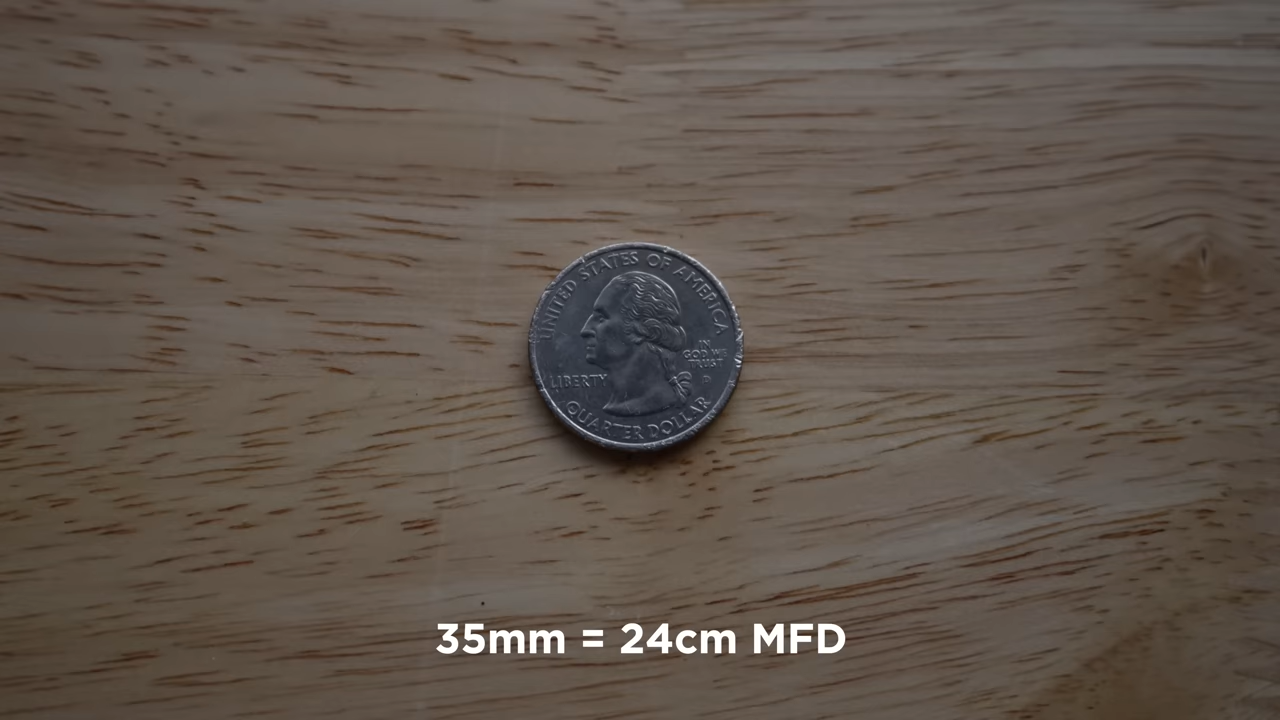 UNITED STATES OF AMERICA
IN
GOD WE
TRUST
LIBERTY
D
QUARTER DOLLAR
35mm = 24cm MFD